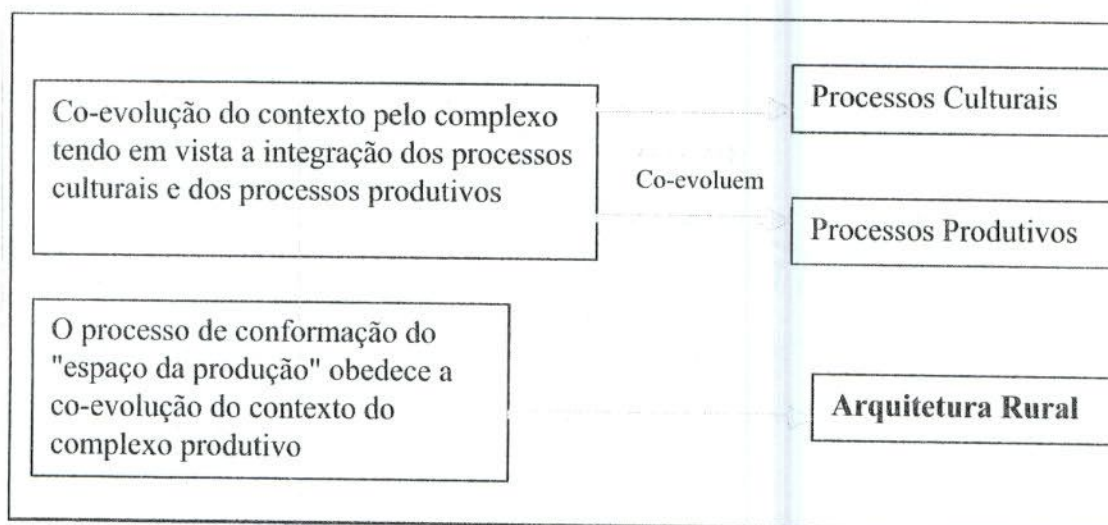 Co-evolução do contexto pelo complexo
tendo em vista a integração dos processos
culturais e dos processos produtivos
Co-evoluem
Processos Culturais
Processos Produtivos
O processo de conformação do
"espaço da produção" obedece a
co-evolução do contexto do
complexo produtivo
Arquitetura Rural